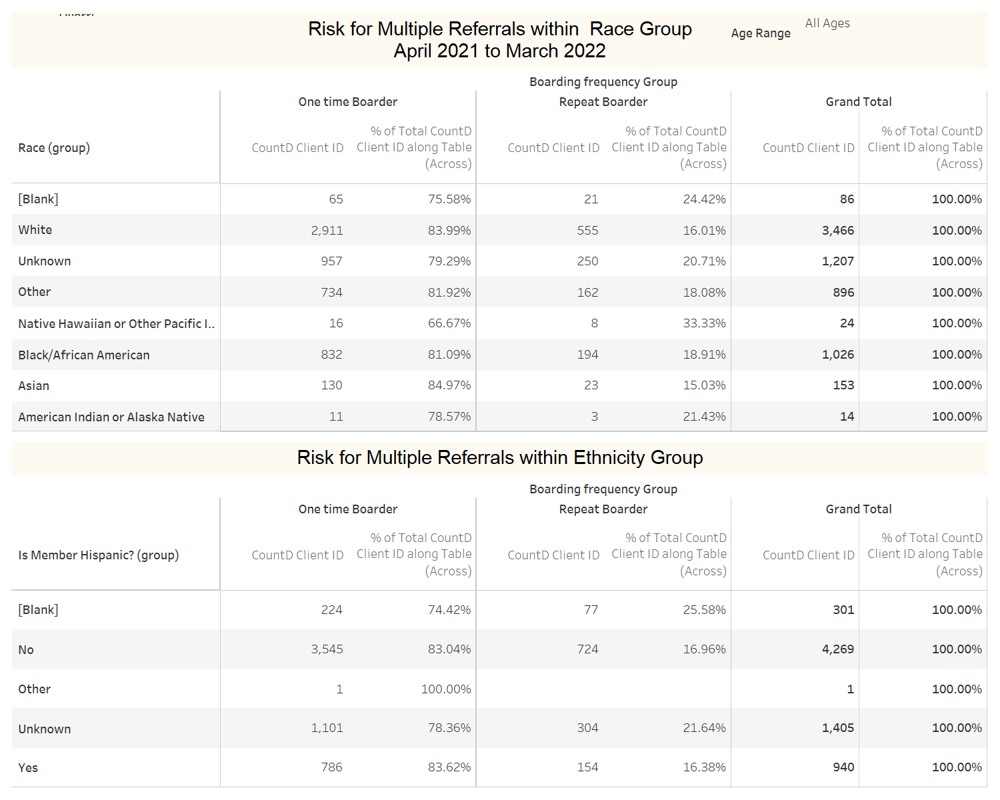 Risk for Multiple Referrals within Race Group
April 2021 to March 2022
Age Range
All Ages
Boarding frequency Group
One time Boarder Repeat Boarder Grand Total
Race (group) CountD Client ID % of Total CountD Client ID along Table (Across) CountD Client ID % of Total CountD Client ID along Table (Across) CountD Client ID % of Total CountD Client ID along Table (Across)
[Blank] 65 75.58% 21 24.42% 86 100.00%
White 2,911 83.99% 555 16.01% 3,466 100.00%
Unknown 957 79.29% 250 20.71% 1,207 100.00%
Other 734 81.92% 162 18.08% 896 100.00%
Native Hawaiian or Other Pacific I.. 16 66.67% 8 33.33% 24 100.00%
Black/African American 832 81.09% 194 18.91% 1,026 100.00%
Asian 130 84.97% 23 15.03% 153 100.00%
American Indian or Alaska Native 11 78.57% 3 21.43% 14 100.00%
Risk for Multiple Referrals within Ethnicity Group
Boarding frequency Group
One time Boarder Repeat Boarder Grand Total
Is Member Hispanic? (group) CountD Client ID % of Total CountD Client ID along Table (Across) CountD Client ID % of Total CountD Client ID along Table (Across) CountD Client ID % of Total CountD Client ID along Table (Across)
[Blank] 224 74.42% 77 25.58% 301 100.00%
No 3,545 83.04% 724 16.96% 4,269 100.00%
Other 1 100.00% 1 100.00%
Unknown 1,101 78.36% 304 21.64% 1,405 100.00%
Yes 786 83.62% 154 16.38% 940 100.00%